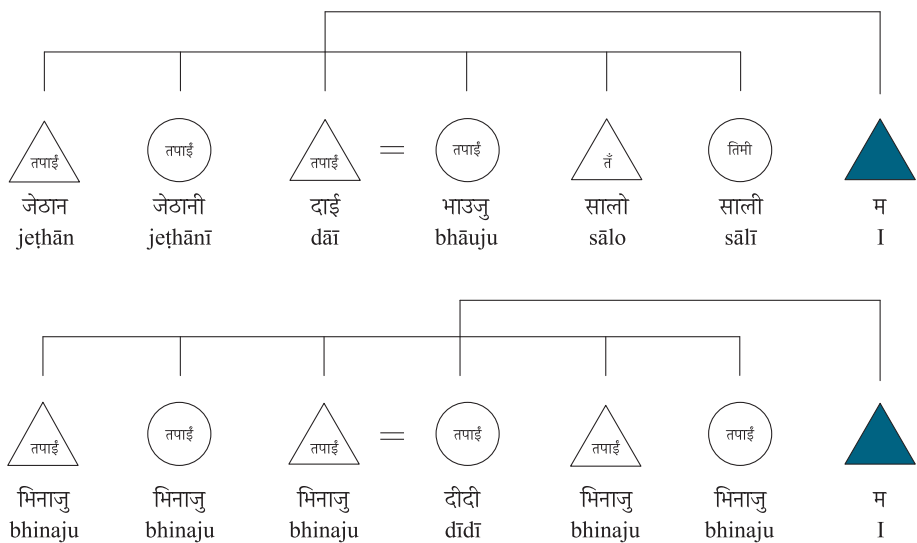 तपाईं तपाईं तपाईं तपाईं तँ तिमी
जेठान जेठानी दाई भाउजु सालो साली म
jeṭhān jeṭhānī dāī bhāuju sālo sālī I
तपाईं तपाईं तपाईं तपाईं तपाईं तपाईं
भिनाजु भिनाजु भिनाजु दीदी भिनाजु भिनाजु म
bhinaju bhinaju bhinaju dīdī bhinaju bhinaju I